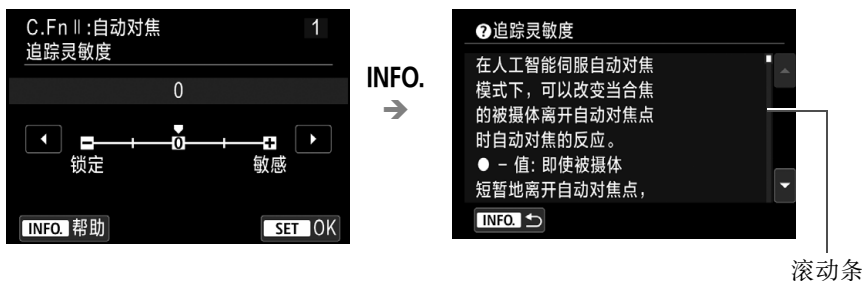 C.Fn Ⅱ:自动对焦 1
追踪灵敏度
0
0
锁定 敏感
INFO. 帮助 SET OK
INFO.
?追踪灵敏度
在人工智能伺服自动对焦
模式下，可以改变当合焦
的被摄体离开自动对焦点
时自动对焦的反应。
● – 值: 即使被摄体
短暂地离开自动对焦点，
INFO.
滚动条